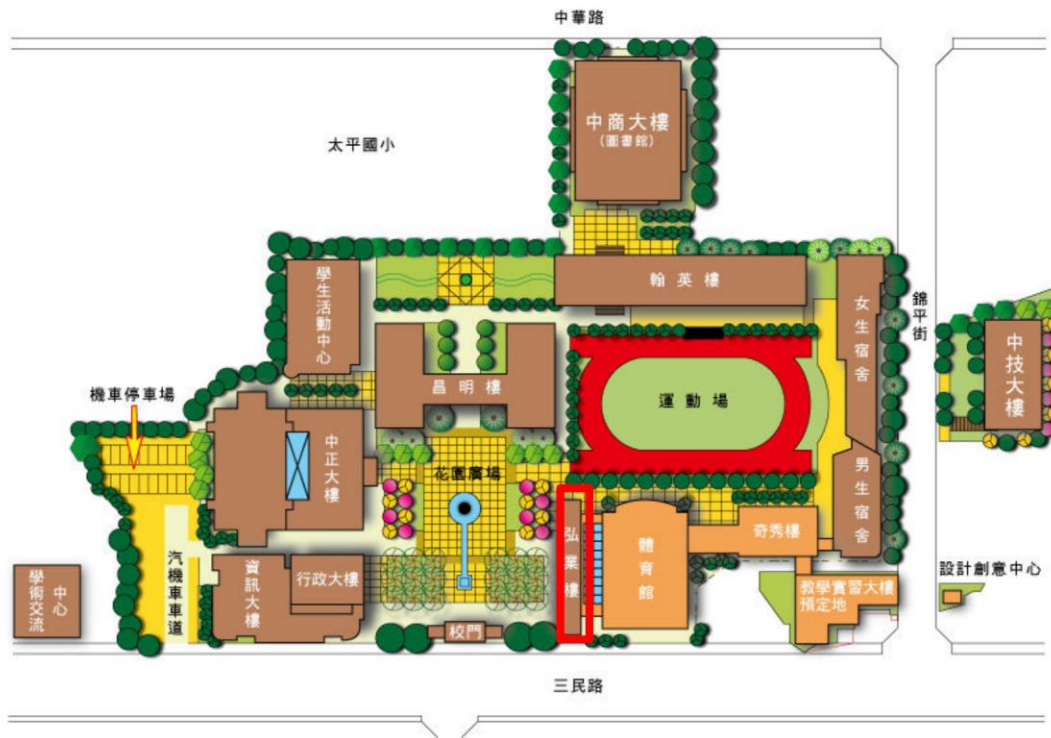 中華路
中商大樓
(圖書館)
太平國小
翰英樓
學生活動中心
女生宿舍
錦平街
中技大樓
昌明樓
運動場
機車停車場
中正大樓
花園廣場
男生宿舍
弘業樓
體育館
奇秀樓
汽機車車道
資訊大樓
行政大樓
學術交流
中心
教學實習大樓
預定地
設計創意中心
校門
三民路